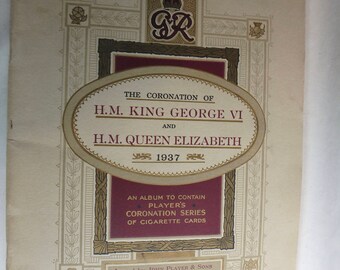 GR
THE CORONATION OF
H.M. KING GEORGE VI
AND
H.M. QUEEN ELIZABETH
1937
AN ALBUM TO CONTAIN
PLAYER'S
CORONATION SERIES
OF CIGARETTE CARDS
JOHN PLAYER & SONS